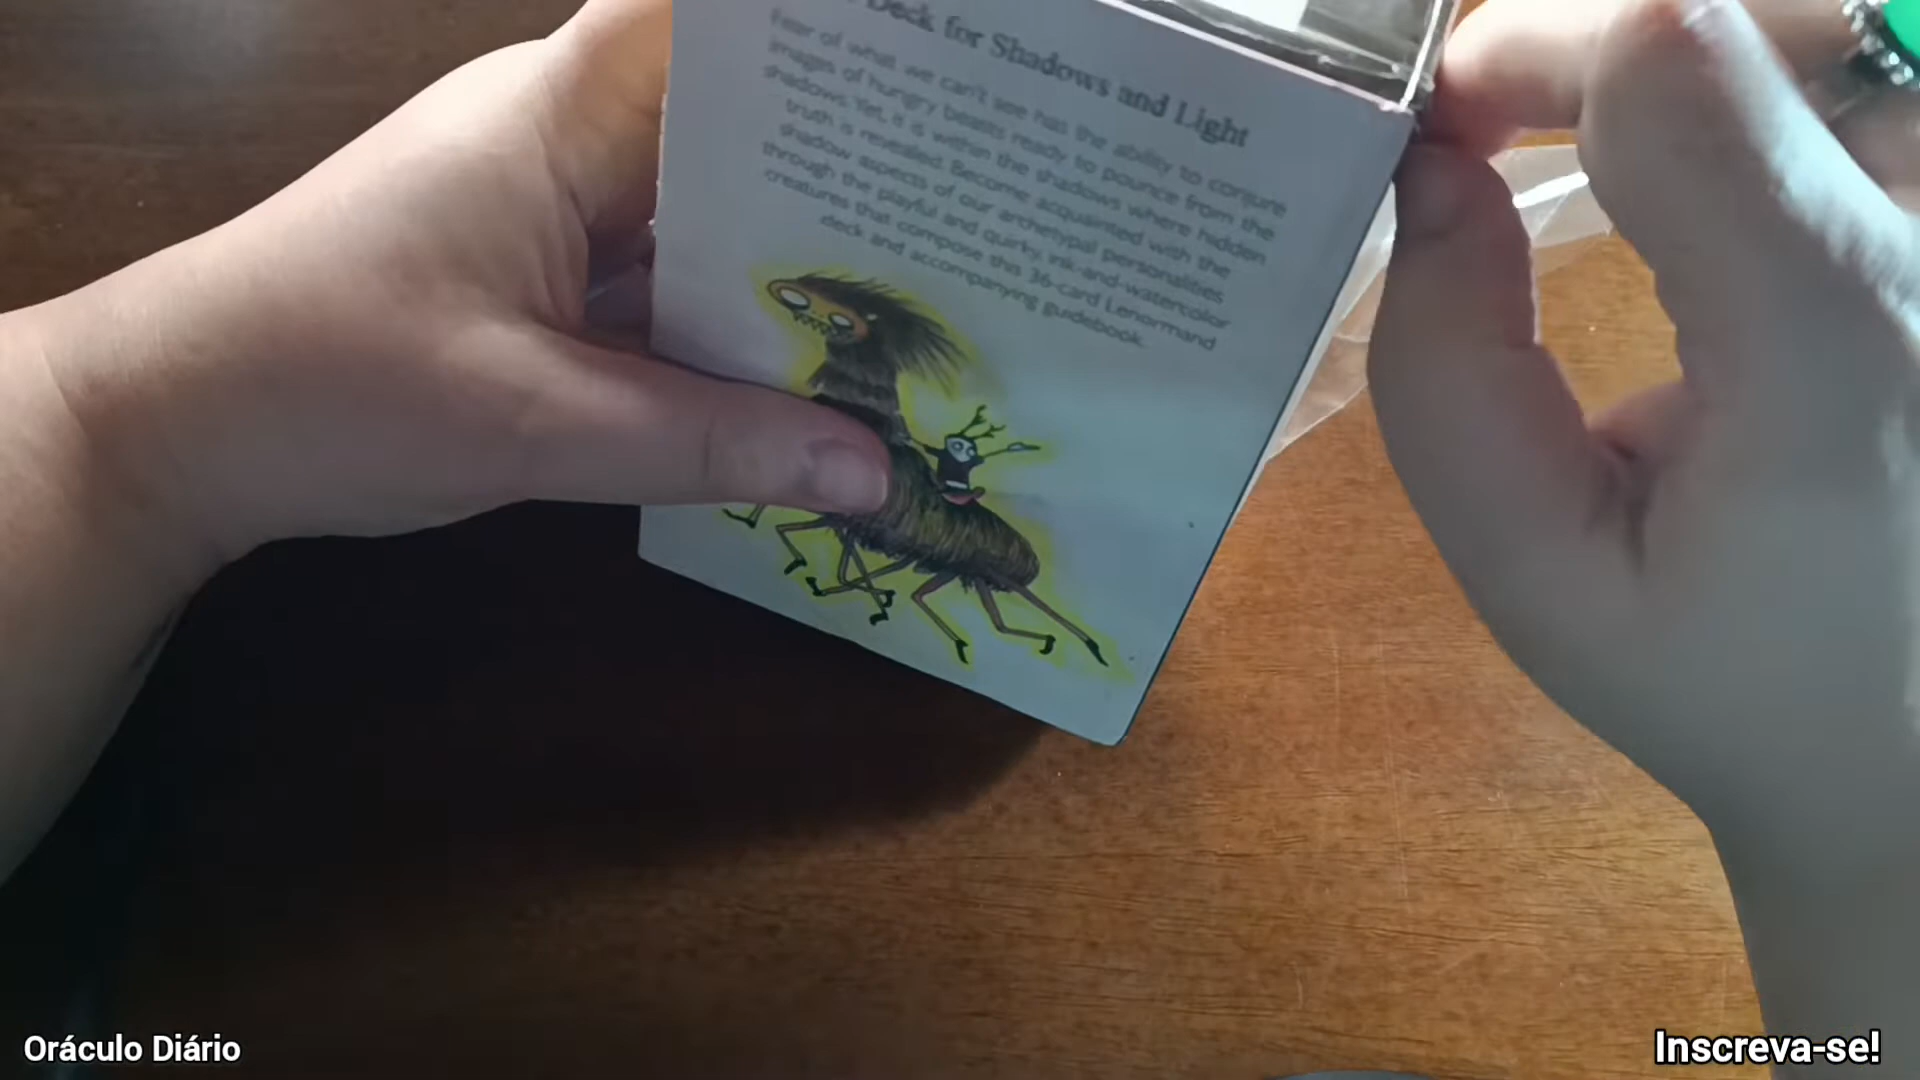 Deck for Shadows and Light
Fear of what we can't see has the ability to conjure
images of hungry beasts ready to pounce from the
shadows. Yet, it is within the shadows where hidden
truth is revealed. Become acquainted with the
shadow aspects of our archetypal personalities
through the playful and quirky, ink-and-watercolor
creatures that compose this 36-card Lenormand
deck and accompanying guidebook.
Oráculo Diário
Inscreva-se!